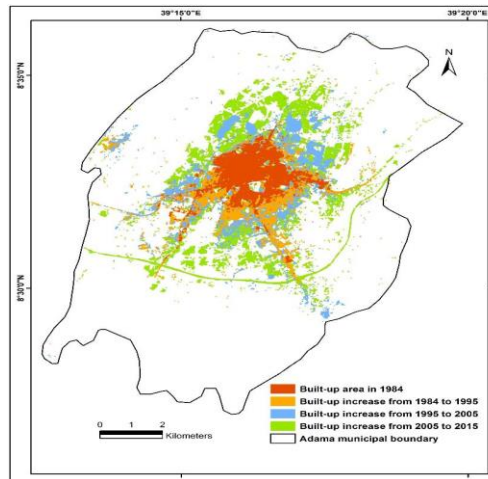 39°15'0"E 39°20'0"E
8°35'0"N
N
8°30'0"N
Built-up area in 1984
Built-up increase from 1984 to 1995
Built-up increase from 1995 to 2005
Built-up increase from 2005 to 2015
Adama municipal boundary
0 1 2
Kilometers